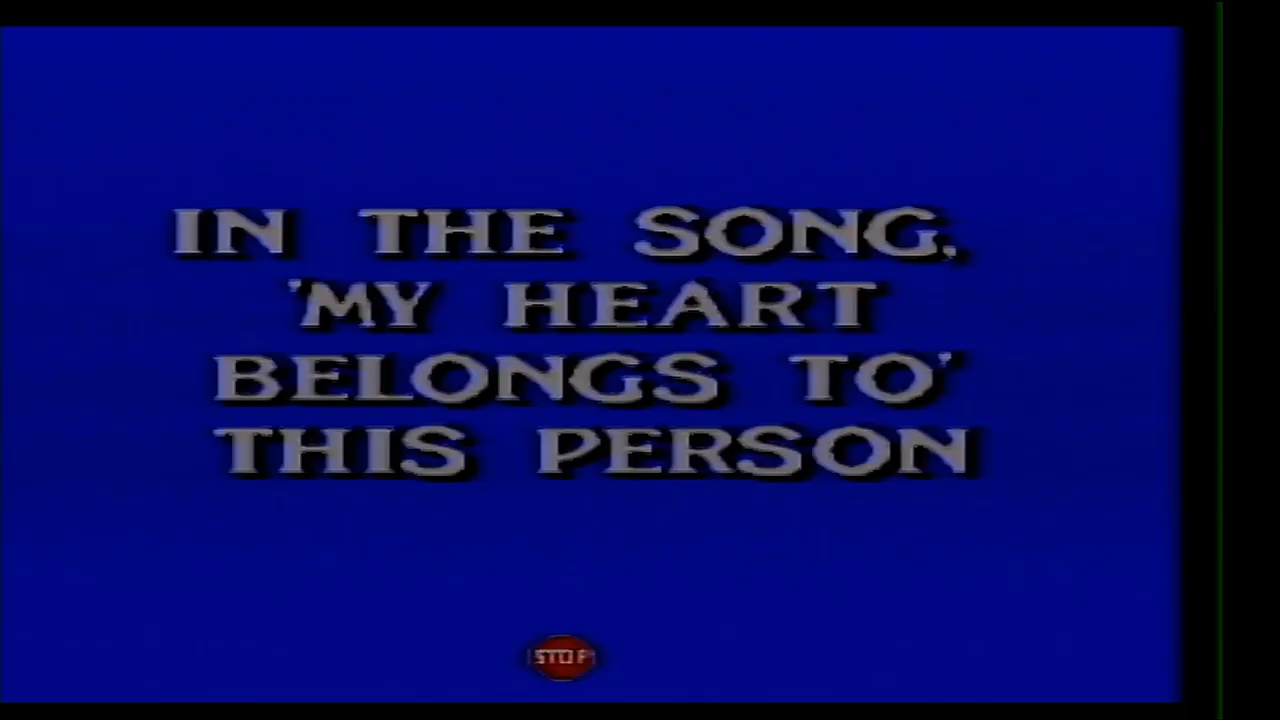 IN THE SONG,
'MY HEART
BELONGS TO'
THIS PERSON
STOP